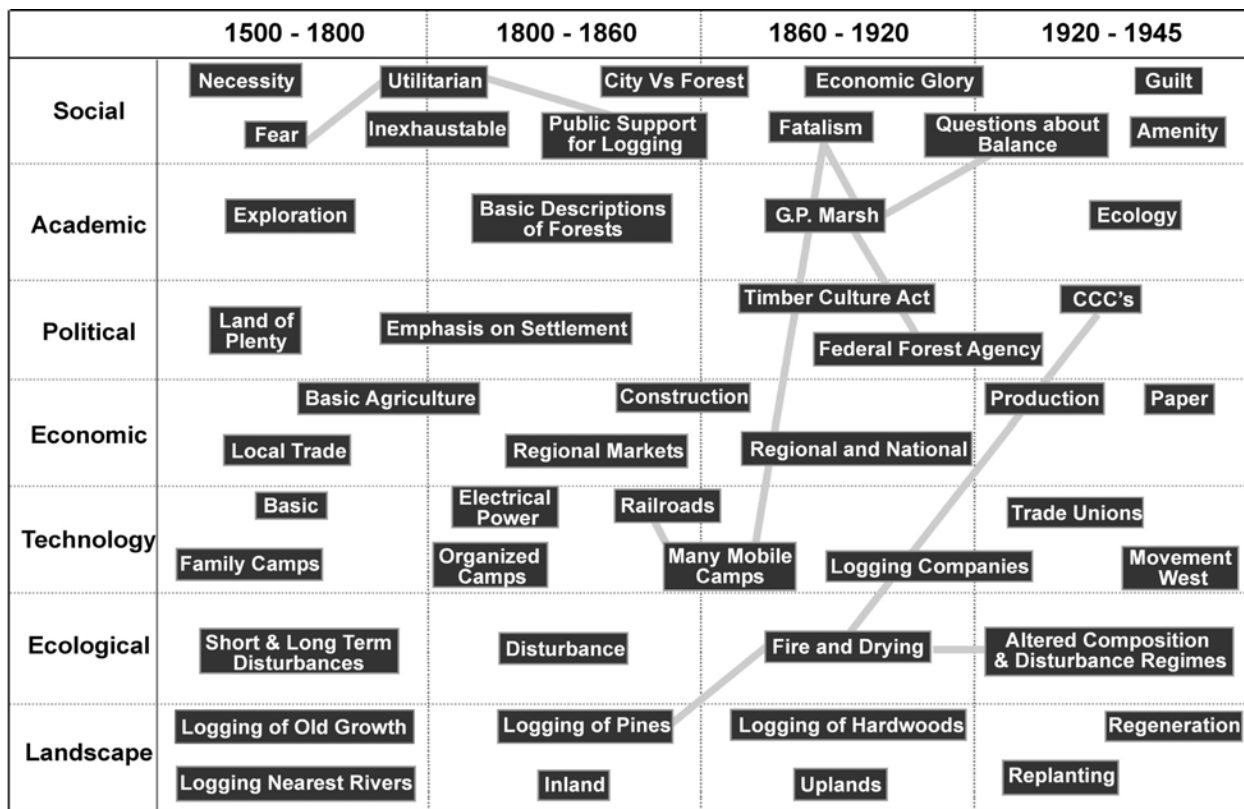 1500 - 1800
1800 - 1860
1860 - 1920
1920 - 1945
Social
Necessity
Utilitarian
City Vs Forest
Economic Glory
Guilt
Fear
Inexhaustable
Public Support
for Logging
Fatalism
Questions about
Balance
Amenity
Academic
Exploration
Basic Descriptions
of Forests
G.P. Marsh
Ecology
Political
Land of
Plenty
Emphasis on Settlement
Timber Culture Act
Federal Forest Agency
CCC's
Economic
Basic Agriculture
Construction
Production
Paper
Local Trade
Regional Markets
Regional and National
Technology
Basic
Electrical
Power
Railroads
Trade Unions
Family Camps
Organized
Camps
Many Mobile
Camps
Logging Companies
Movement
West
Ecological
Short & Long Term
Disturbances
Disturbance
Fire and Drying
Altered Composition
& Disturbance Regimes
Landscape
Logging of Old Growth
Logging of Pines
Logging of Hardwoods
Regeneration
Logging Nearest Rivers
Inland
Uplands
Replanting